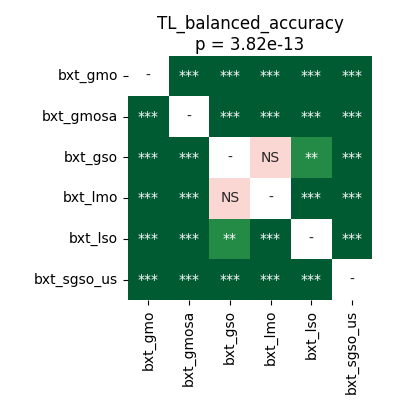 TL_balanced_accuracy
p = 3.82e-13
bxt_gmo - *** *** *** *** ***
bxt_gmosa *** - *** *** *** ***
bxt_gso *** *** - NS ** ***
bxt_lmo *** *** NS - *** ***
bxt_lso *** *** ** *** - ***
bxt_sgso_us *** *** *** *** *** -
bxt_gmo
bxt_gmosa
bxt_gso
bxt_lmo
bxt_lso
bxt_sgso_us